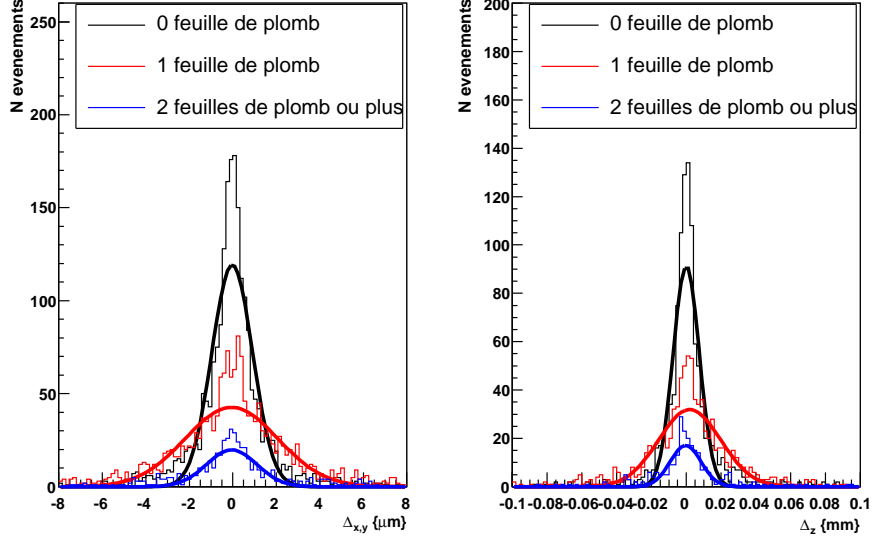 N evenements
260
250
200
150
100
50
0
0 feuille de plomb
1 feuille de plomb
2 feuilles de plomb ou plus
-8 -6 -4 -2 0 2 4 6 8
Δx,y {μm}
N evenements
200
180
160
140
120
100
80
60
40
20
0
0 feuille de plomb
1 feuille de plomb
2 feuilles de plomb ou plus
-0.1 -0.08 -0.06 -0.04 -0.02 0 0.02 0.04 0.06 0.08 0.1
Δz {mm}